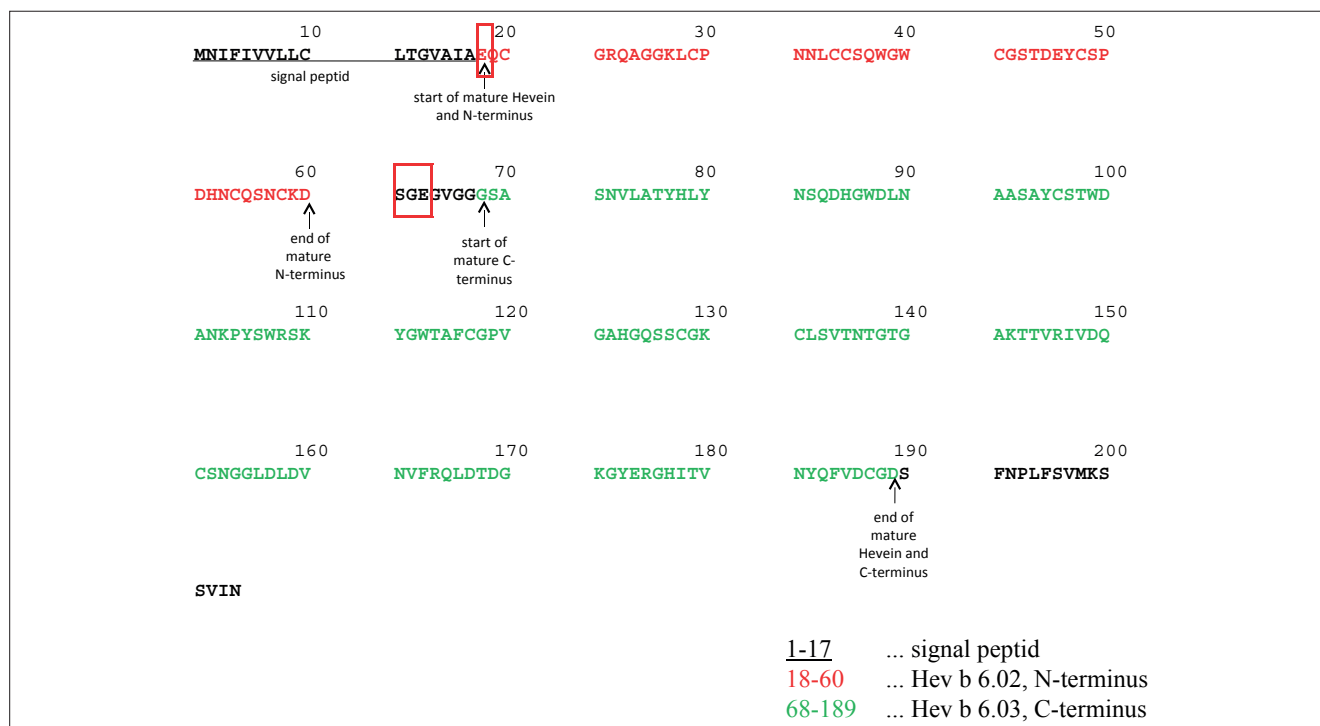 10 20 30 40 50
MNIFIVVLLC LTGVAIAEQC GRQAGGKLCP NNLCCSQWGW CGSTDEYCSP
signal peptid
start of mature Hevein
and N-terminus
60 70 80 90 100
DHNCQSNCKD SGEGVGGGSA SNVLATYHLY NSQDHGWDLN AASAYCSTWD
end of
mature
N-terminus
start of
mature C-
terminus
110 120 130 140 150
ANKPYSWRSK YGWTAFCGPV GAHGQSSCGK CLSVTNTGTG AKTTVRIVDQ
160 170 180 190 200
CSNGGLDLDV NVFRQLDTDG KGYERGHITV NYQFVDCGDS FNPLFSVMKS
end of
mature
Hevein and
C-terminus
SVIN
1-17 ... signal peptid
18-60 ... Hev b 6.02, N-terminus
68-189 ... Hev b 6.03, C-terminus